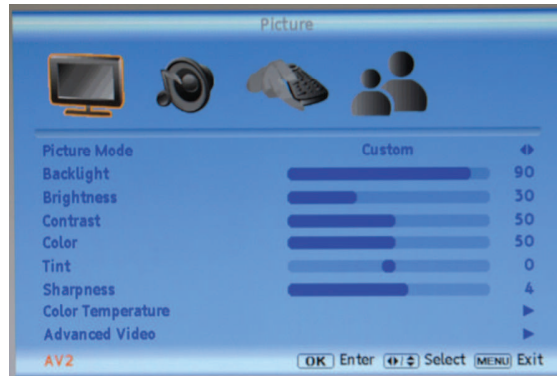 Picture
Picture Mode Custom
Backlight 90
Brightness 30
Contrast 50
Color 50
Tint 0
Sharpness 4
Color Temperature
Advanced Video
AV2 OK Enter Select MENU Exit